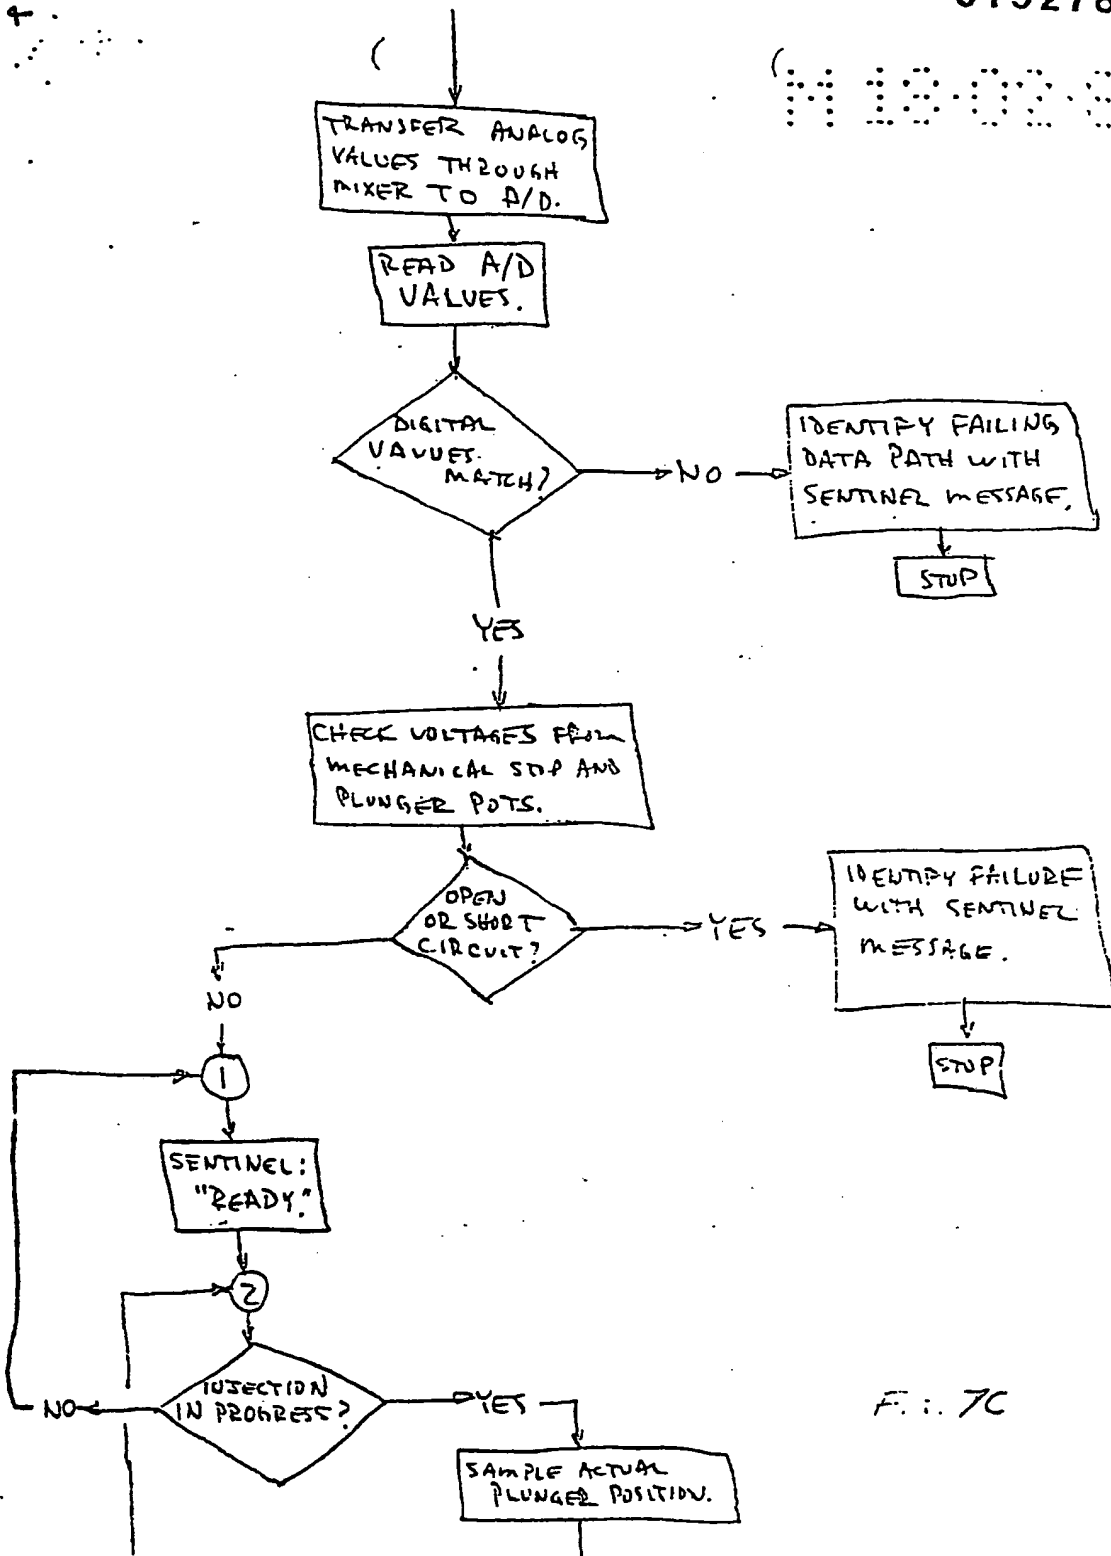 TRANSFER ANALOG
VALUES THROUGH
MIXER TO A/D.
READ A/D
VALUES.
DIGITAL
VAVUES
MATCH?
NO
IDENTIFY FAILING
DATA PATH WITH
SENTINEL MESSAGE.
STOP
YES
CHECK VOLTAGES FROM
MECHANICAL STOP AND
PLUNGER POTS.
OPEN
OR SHORT
CIRCUIT?
YES
IDENTIFY FAILURE
WITH SENTINEL
MESSAGE.
STOP
NO
1
SENTINEL:
"READY."
2
INJECTION
IN PROGRESS?
NO
YES
SAMPLE ACTUAL
PLUNGER POSITION.
7C